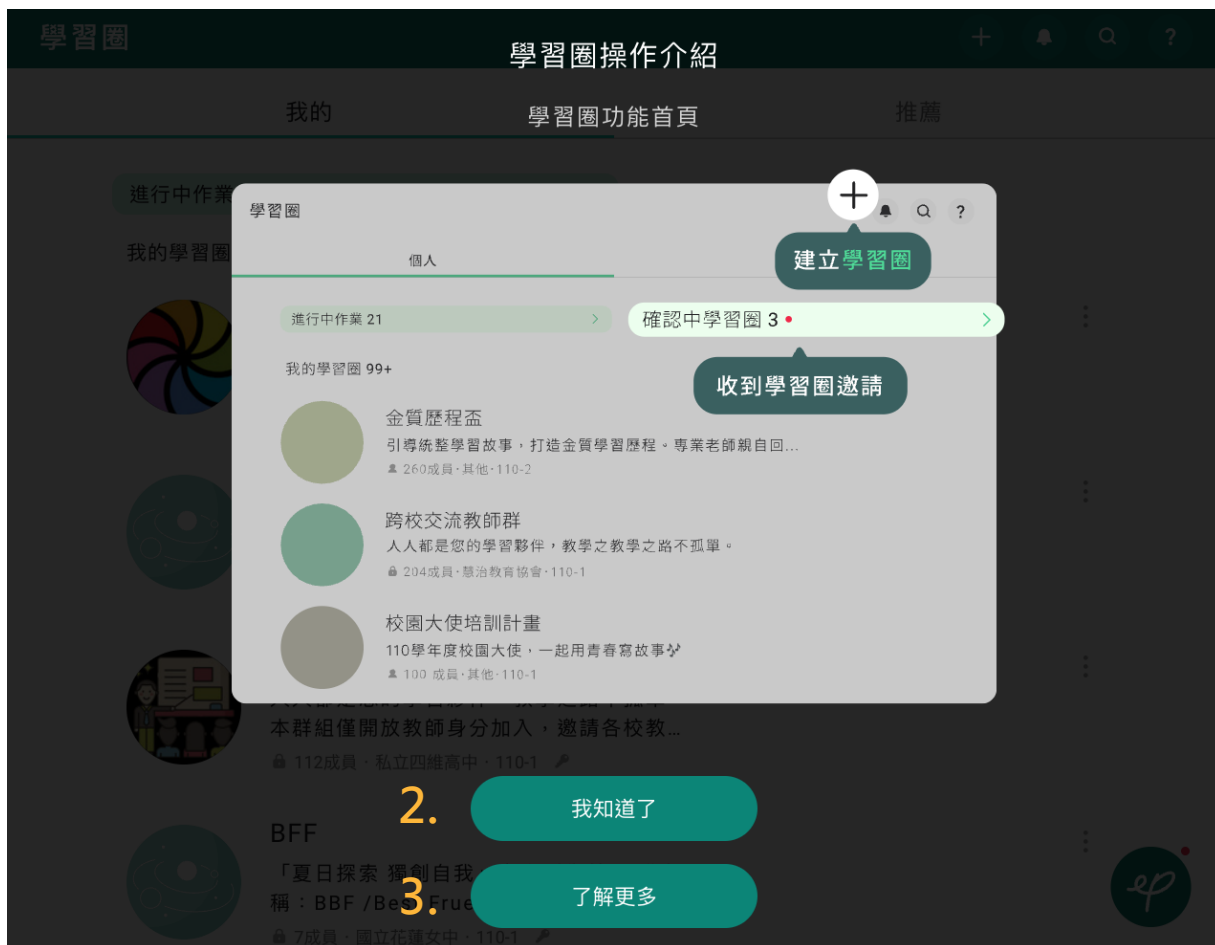 學習圈
學習圈操作介紹
我的
學習圈功能首頁
推薦
進行中作業
我的學習圈
學習圈
建立學習圈
個人
進行中作業 21
確認中學習圈 3
收到學習圈邀請
我的學習圈 99+
金質歷程盃
引導統整學習故事,打造金質學習歷程。專業老師親自回...
260成員·其他·110-2
跨校交流教師群
人人都是您的學習夥伴,教學之教學之路不孤單。
204成員·慧治教育協會·110-1
校園大使培訓計畫
110學年度校園大使,一起用青春寫故事
100 成員·其他·110-1
本群組僅開放教師身分加入,邀請各校教...
112成員 · 私立四維高中 · 110-1
2.
我知道了
BFF
「夏日探索 獨創自我
稱:BBF /Best Frue
3.
了解更多
7成員 · 國立花蓮女中 · 110-1
ep